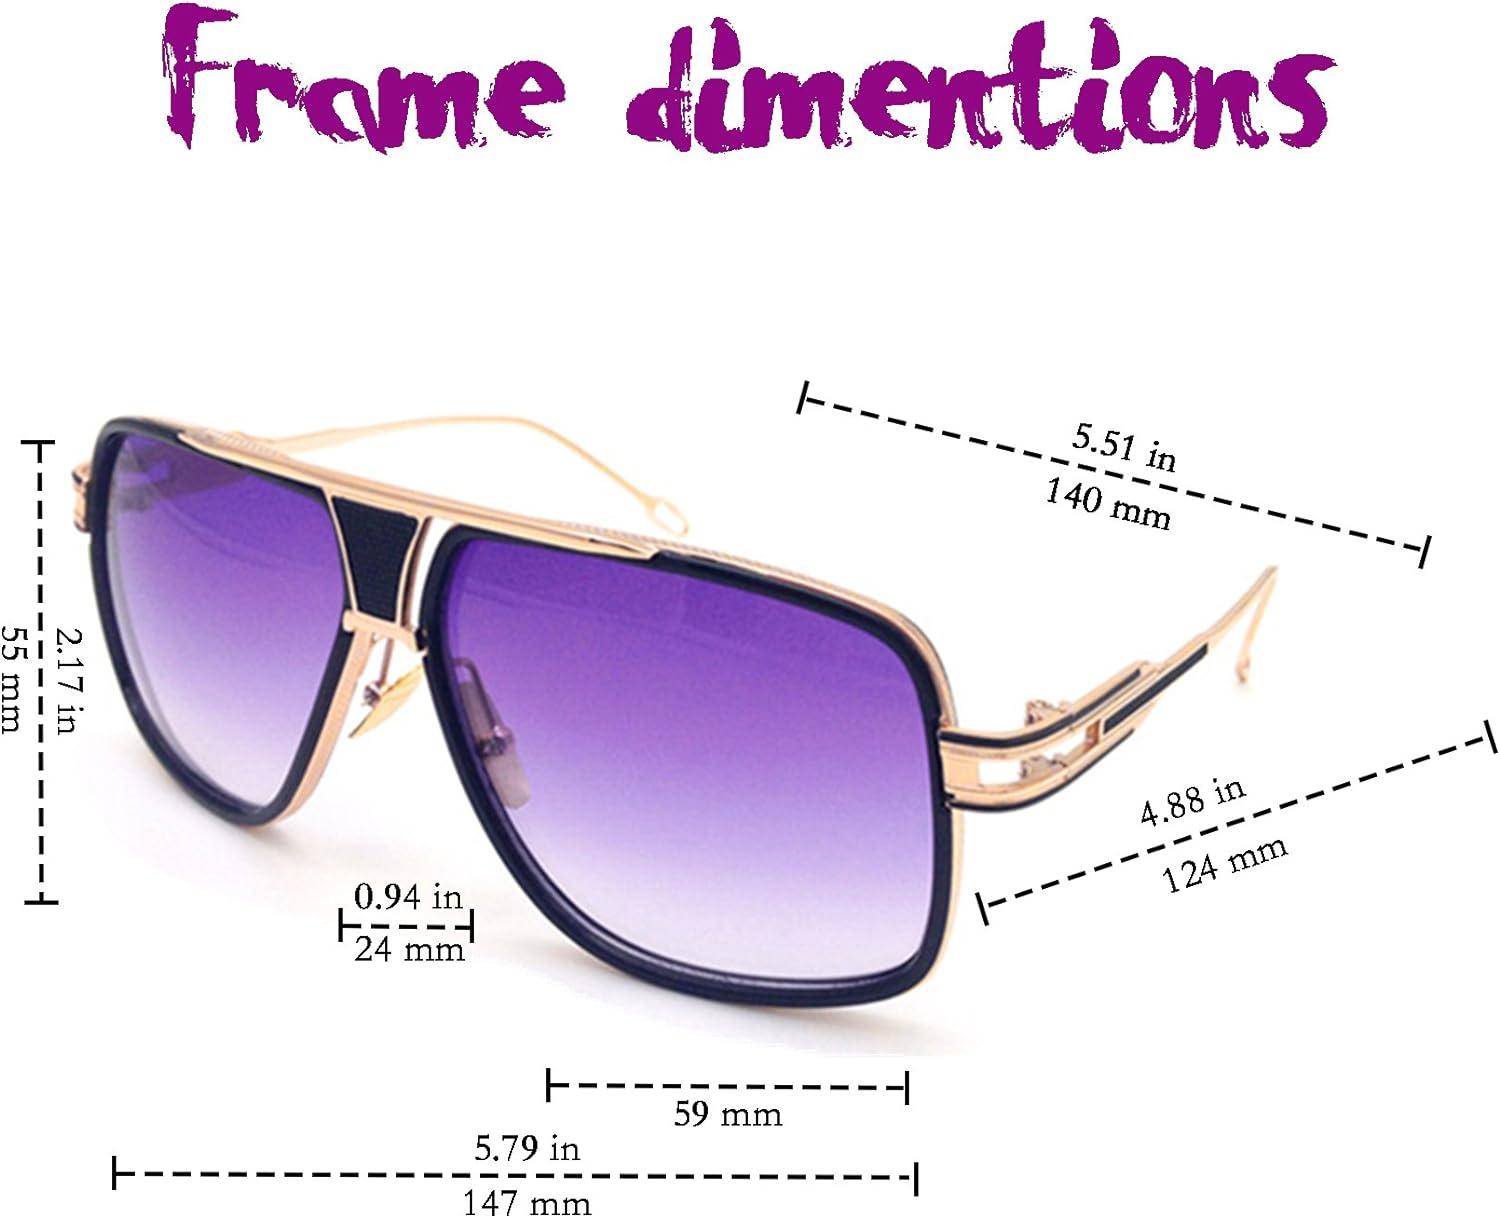 Frame dimentions
5.51 in
140 mm
2.17 in
55 mm
4.88 in
124 mm
0.94 in
24 mm
59 mm
5.79 in
147 mm